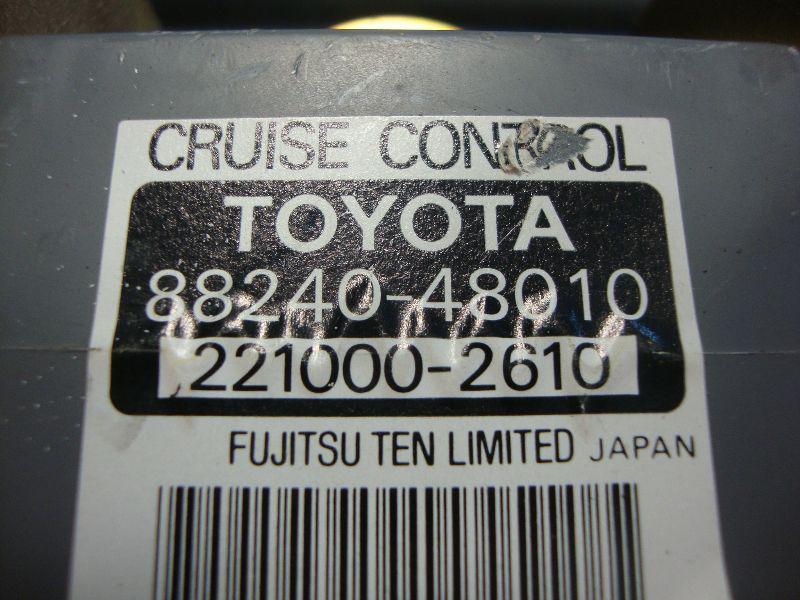 CRUISE CONTROL
TOYOTA
88240-48010
221000-2610
FUJITSU TEN LIMITED JAPAN